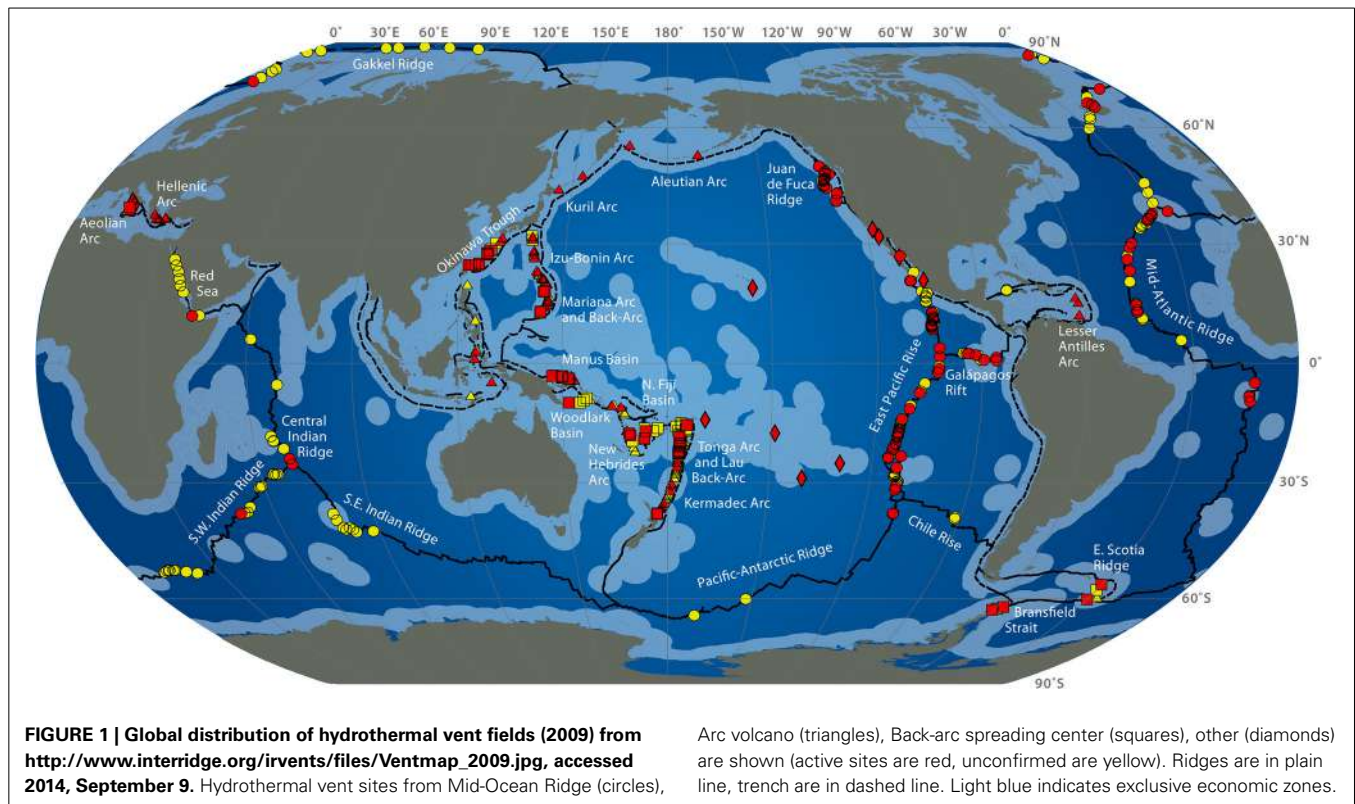 0° 30°E 60°E 90°E 120°E 150°E 180°E 150°W 120°W 90°W 60°W 30°W 0°
90°N
Gakkel Ridge
60°N
Hellenic
Arc
Aeolian
Arc
Aleutian Arc
Juan
de Fuca
Ridge
Kuril Arc
Okinawa Trough
30°N
Red
Sea
Izu-Bonin Arc
Mariana Arc
and Back-Arc
Mid-Atlantic Ridge
Lesser
Antilles
Arc
Manus Basin
0°
Galápagos
Rift
East Pacific Rise
N. Fiji
Basin
Woodlark
Basin
Central
Indian
Ridge
New
Hebrides
Arc
Tonga Arc
and Lau
Back-Arc
Kermadec Arc
30°S
S.W. Indian Ridge
S.E. Indian Ridge
Chile Rise
Pacific-Antarctic Ridge
E. Scotia
Ridge
60°S
Bransfield
Strait
90°S
FIGURE 1 | Global distribution of hydrothermal vent fields (2009) from
http://www.interridge.org/irvents/files/Ventmap_2009.jpg, accessed
2014, September 9. Hydrothermal vent sites from Mid-Ocean Ridge (circles),
Arc volcano (triangles), Back-arc spreading center (squares), other (diamonds)
are shown (active sites are red, unconfirmed are yellow). Ridges are in plain
line, trench are in dashed line. Light blue indicates exclusive economic zones.